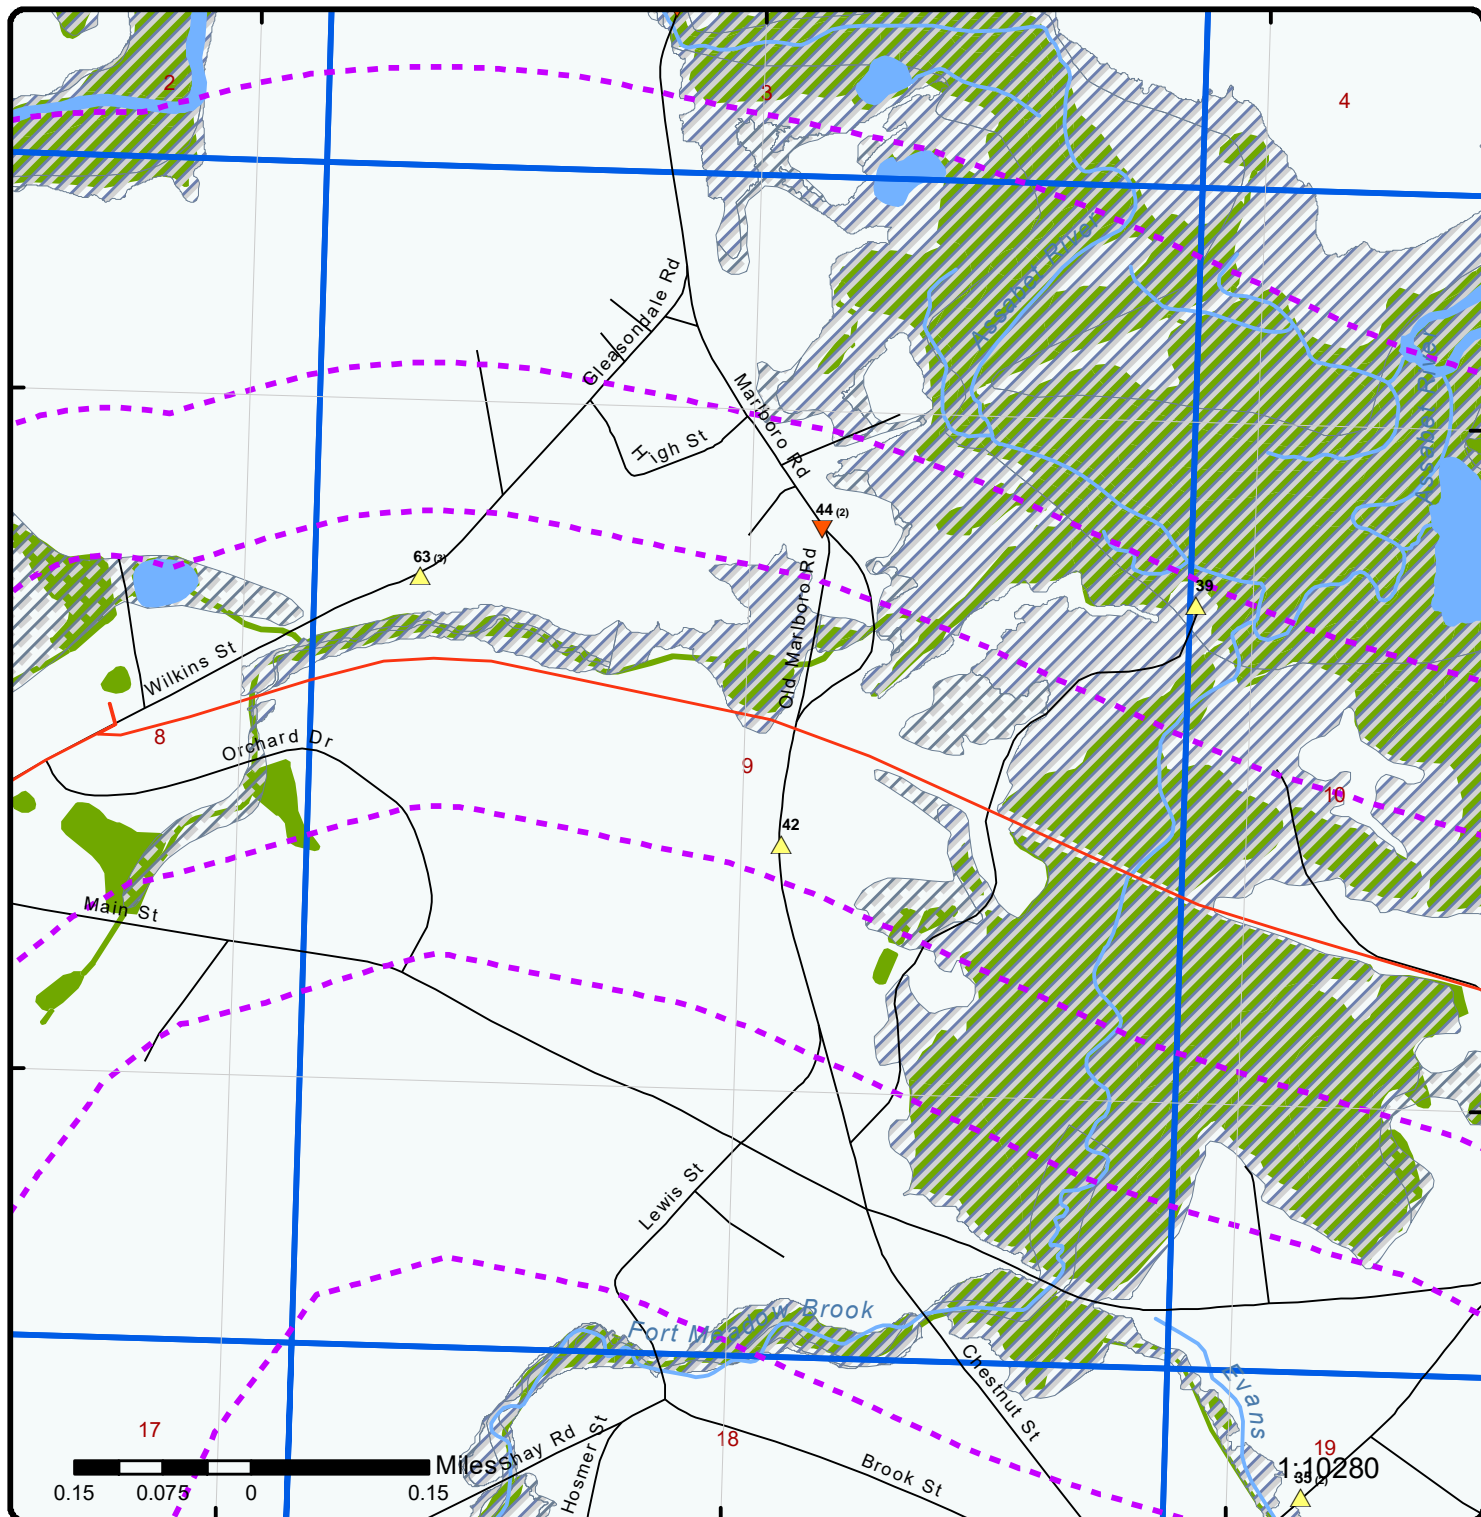 2
3
4
Assabet River
Gleasondale Rd
Assabet River
Marlboro Rd
High St
44 (2)
63 (3)
39
Old Marlboro Rd
Wilkins St
8
Orchard Dr
9
10
42
Main St
Lewis St
Fort Meadow Brook
Chestnut St
Evans
17
18
19
Shay Rd
Hosmer St
Brook St
Miles
1:10280
35 (2)
0.15 0.075 0 0.15